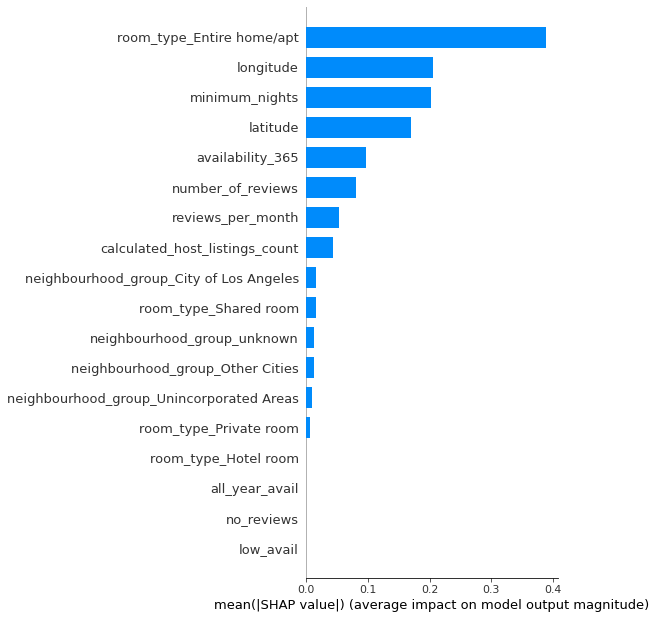 room_type_Entire home/apt
longitude
minimum_nights
latitude
availability_365
number_of_reviews
reviews_per_month
calculated_host_listings_count
neighbourhood_group_City of Los Angeles
room_type_Shared room
neighbourhood_group_unknown
neighbourhood_group_Other Cities
neighbourhood_group_Unincorporated Areas
room_type_Private room
room_type_Hotel room
all_year_avail
no_reviews
low_avail
0.0 0.1 0.2 0.3 0.4
mean(|SHAP value|) (average impact on model output magnitude)